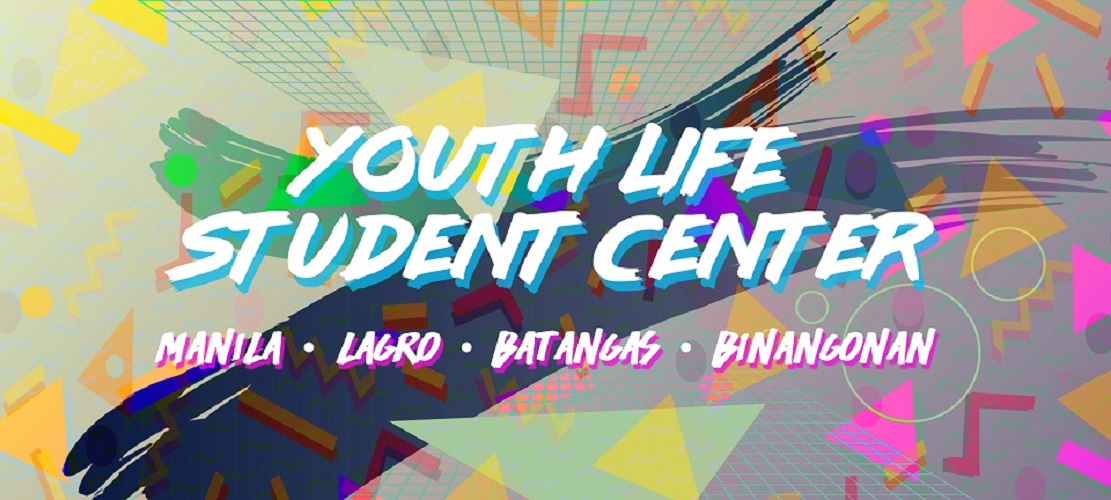 YOUTH LIFE
STUDENT CENTER
MANILA • LAGRO • BATANGAS • BINANGONAN